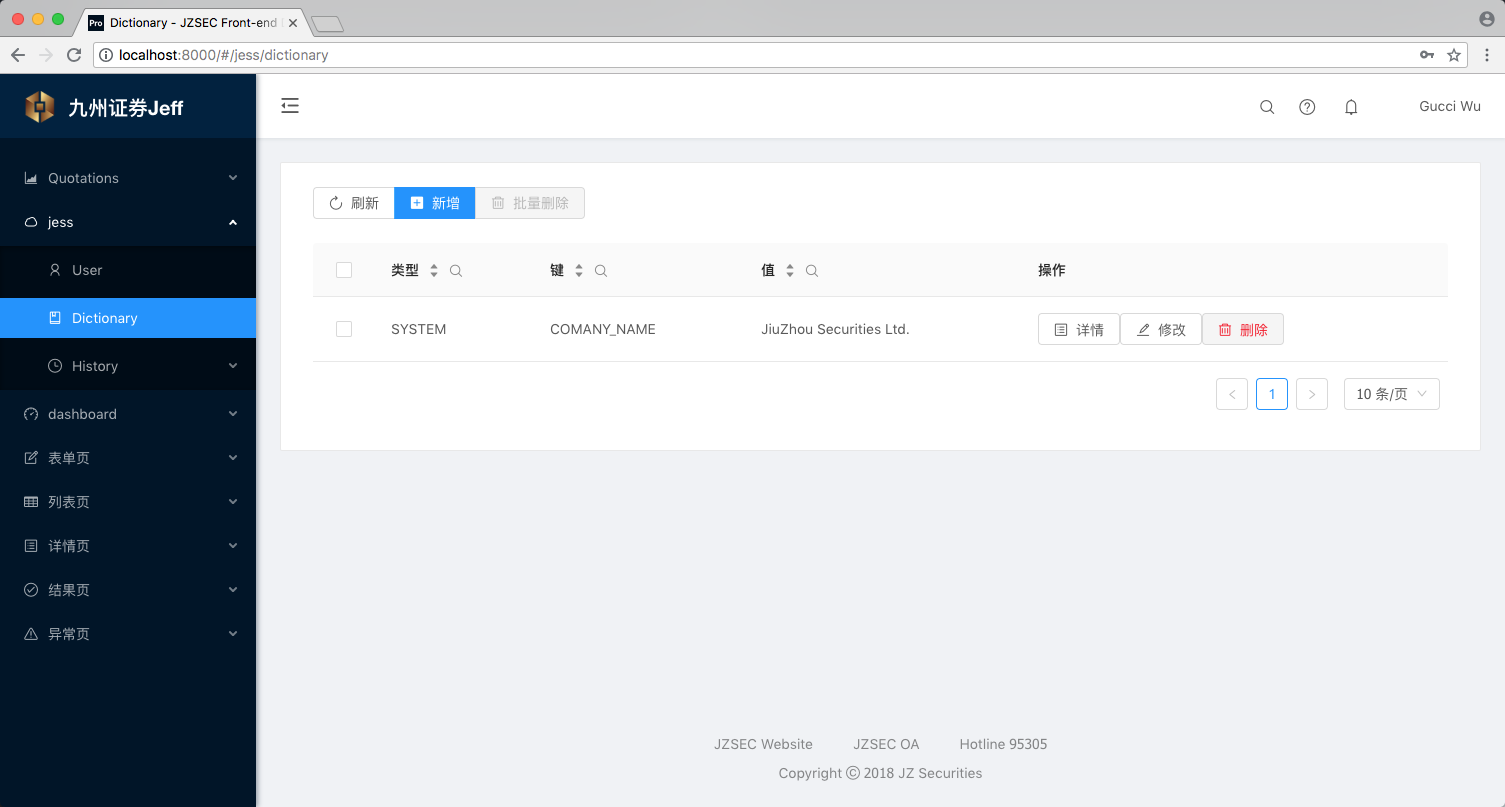 Pro Dictionary - JZSEC Front-end
localhost:8000/#/jess/dictionary
九州证券Jeff
Gucci Wu
Quotations
jess
User
Dictionary
History
dashboard
表单页
列表页
详情页
结果页
异常页
刷新 新增 批量删除
类型 键 值 操作
SYSTEM COMANY_NAME JiuZhou Securities Ltd. 详情 修改 删除
< 1 > 10 条/页
JZSEC Website JZSEC OA Hotline 95305
Copyright © 2018 JZ Securities